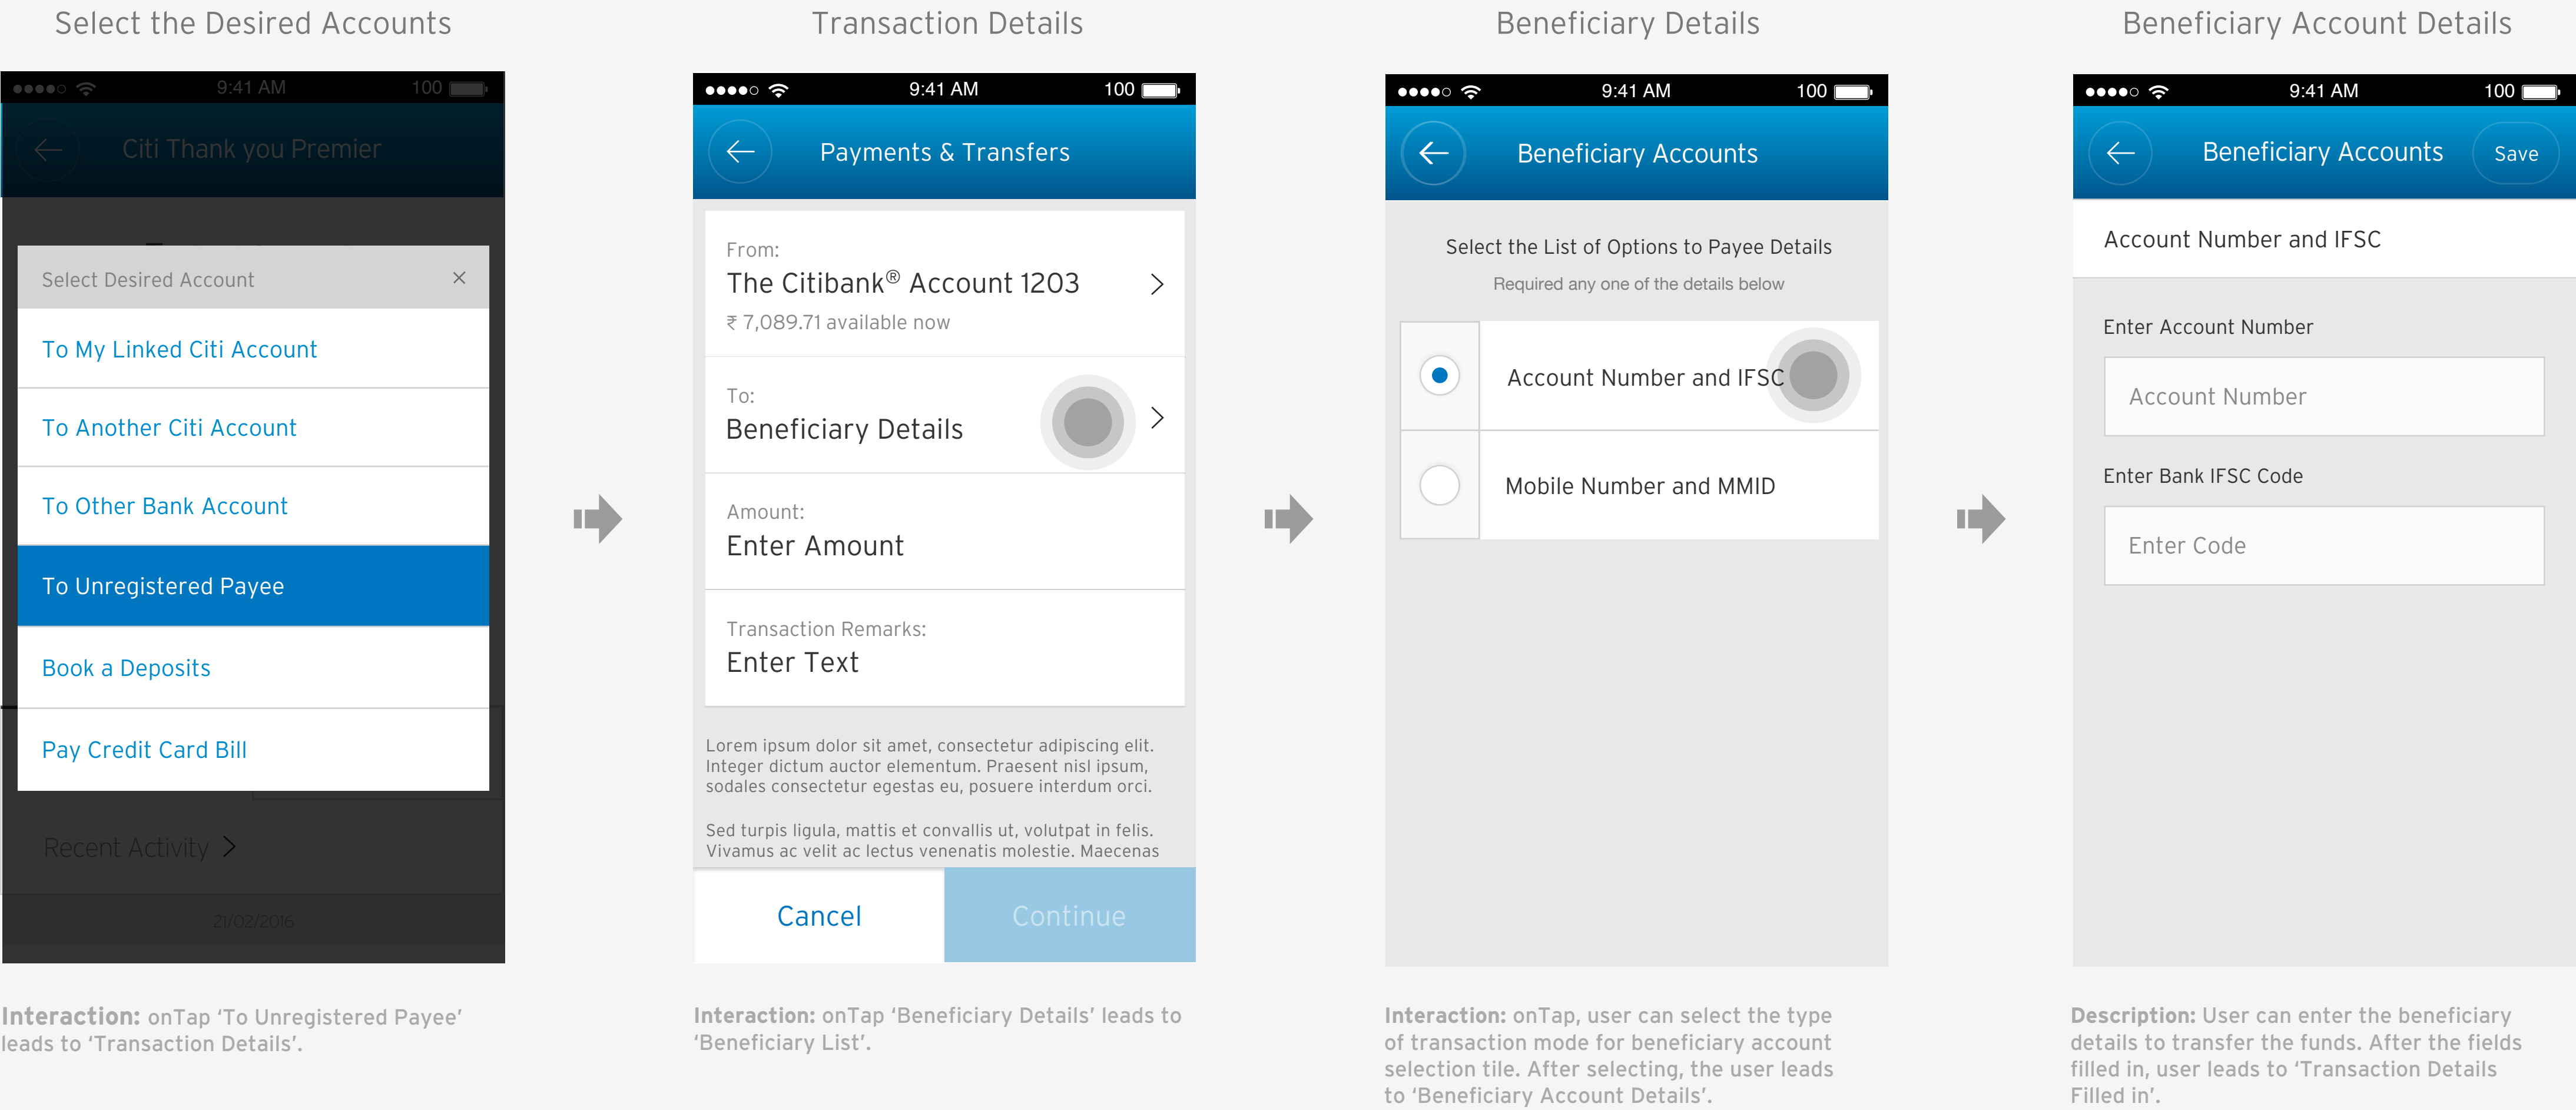 Select the Desired Accounts
9:41 AM
100
Citi Thank you Premier
Select Desired Account
To My Linked Citi Account
To Another Citi Account
To Other Bank Account
To Unregistered Payee
Book a Deposits
Pay Credit Card Bill
Recent Activity
21/02/2016
Interaction: onTap ‘To Unregistered Payee’
leads to ‘Transaction Details’.
Transaction Details
9:41 AM
100
Payments & Transfers
From:
The Citibank® Account 1203
₹ 7,089.71 available now
To:
Beneficiary Details
Amount:
Enter Amount
Transaction Remarks:
Enter Text
Lorem ipsum dolor sit amet, consectetur adipiscing elit.
Integer dictum auctor elementum. Praesent nisl ipsum,
sodales consectetur egestas eu, posuere interdum orci.
Sed turpis ligula, mattis et convallis ut, volutpat in felis.
Vivamus ac velit ac lectus venenatis molestie. Maecenas
Cancel
Continue
Interaction: onTap ‘Beneficiary Details’ leads to
‘Beneficiary List’.
Beneficiary Details
9:41 AM
100
Beneficiary Accounts
Select the List of Options to Payee Details
Required any one of the details below
Account Number and IFSC
Mobile Number and MMID
Interaction: onTap, user can select the type
of transaction mode for beneficiary account
selection tile. After selecting, the user leads
to ‘Beneficiary Account Details’.
Beneficiary Account Details
9:41 AM
100
Beneficiary Accounts
Save
Account Number and IFSC
Enter Account Number
Account Number
Enter Bank IFSC Code
Enter Code
Description: User can enter the beneficiary
details to transfer the funds. After the fields
filled in, user leads to ‘Transaction Details
Filled in’.